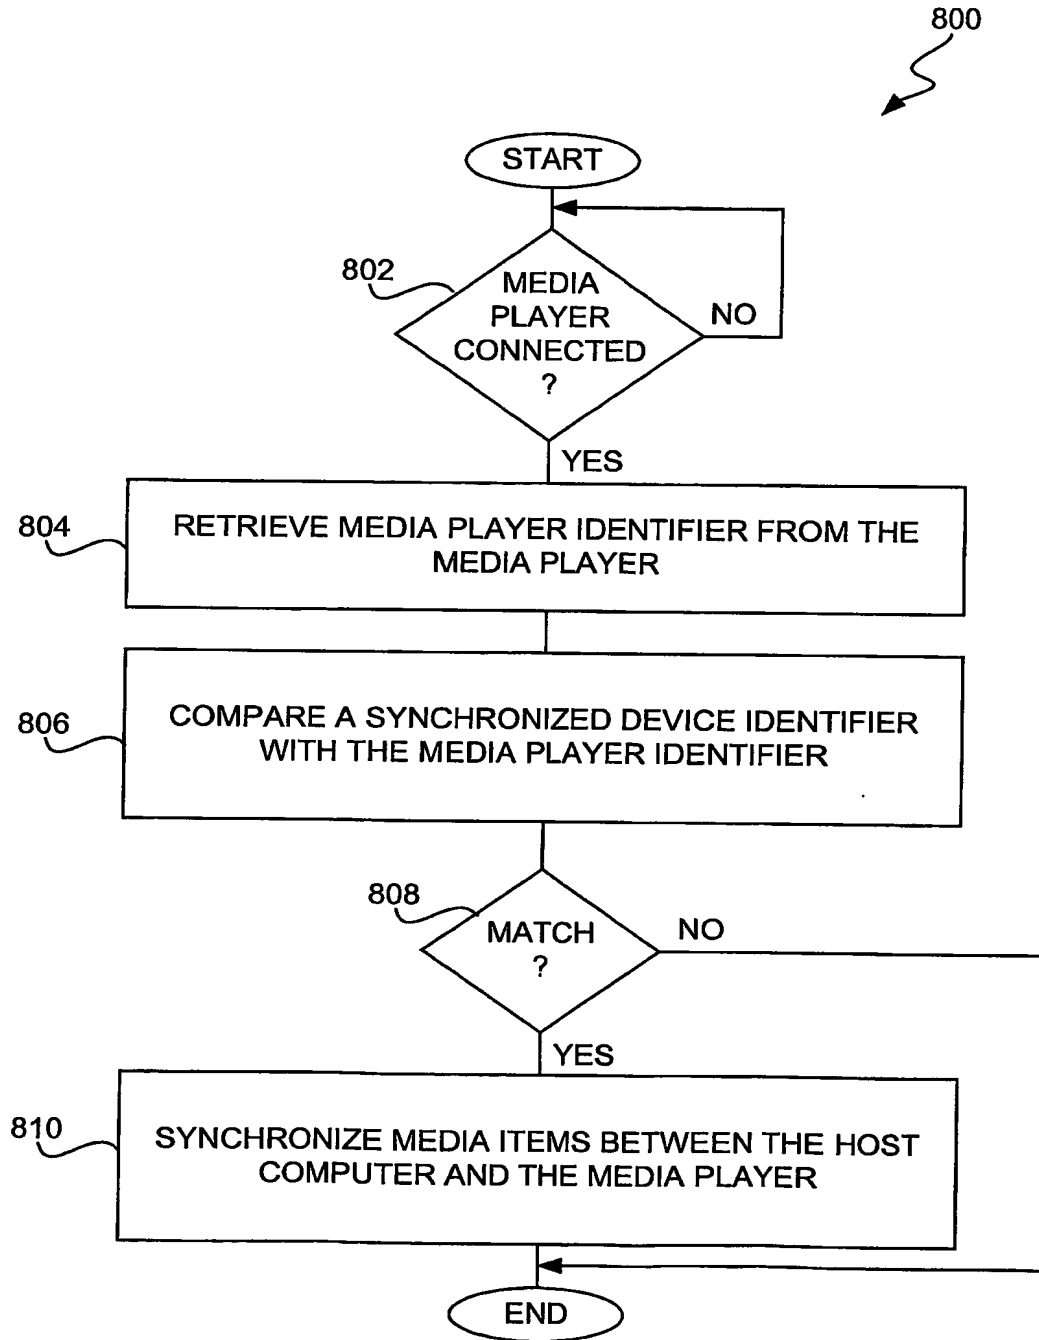 800
START
802
MEDIA
PLAYER
CONNECTED
?
NO
YES
804
RETRIEVE MEDIA PLAYER IDENTIFIER FROM THE
MEDIA PLAYER
806
COMPARE A SYNCHRONIZED DEVICE IDENTIFIER
WITH THE MEDIA PLAYER IDENTIFIER
808
MATCH
?
NO
YES
810
SYNCHRONIZE MEDIA ITEMS BETWEEN THE HOST
COMPUTER AND THE MEDIA PLAYER
END